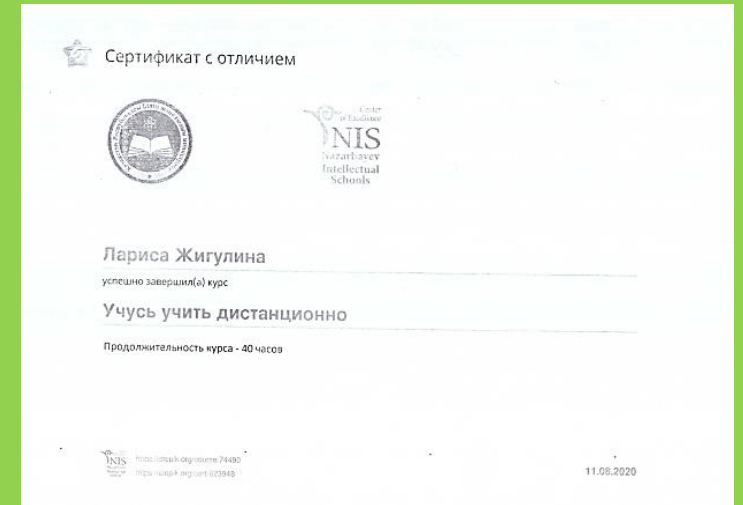 Сертификат с отличием
Center
of Excellence
NIS
Nazarbayev
Intellectual
Schools
Лариса Жигулина
успешно завершил(а) курс
Учусь учить дистанционно
Продолжительность курса - 40 часов
NIS
11.08.2020